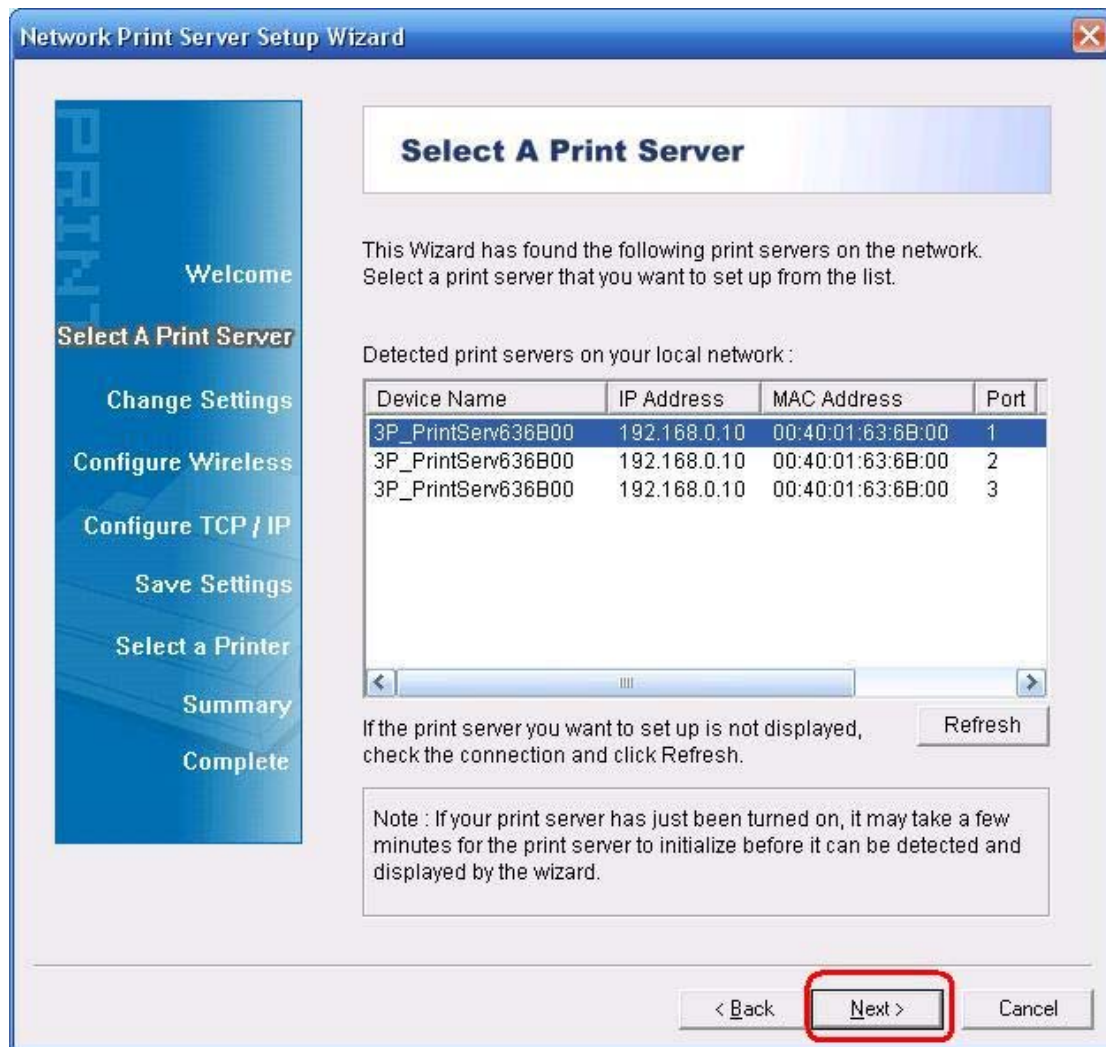 Network Print Server Setup Wizard
PRINT
Welcome
Select A Print Server
Change Settings
Configure Wireless
Configure TCP / IP
Save Settings
Select a Printer
Summary
Complete
Select A Print Server
This Wizard has found the following print servers on the network.
Select a print server that you want to set up from the list.
Detected print servers on your local network :
Device Name IP Address MAC Address Port
3P_PrintServ636B00 192.168.0.10 00:40:01:63:6B:00 1
3P_PrintServ636B00 192.168.0.10 00:40:01:63:6B:00 2
3P_PrintServ636B00 192.168.0.10 00:40:01:63:6B:00 3
If the print server you want to set up is not displayed,
check the connection and click Refresh.
Refresh
Note : If your print server has just been turned on, it may take a few
minutes for the print server to initialize before it can be detected and
displayed by the wizard.
< Back Next > Cancel